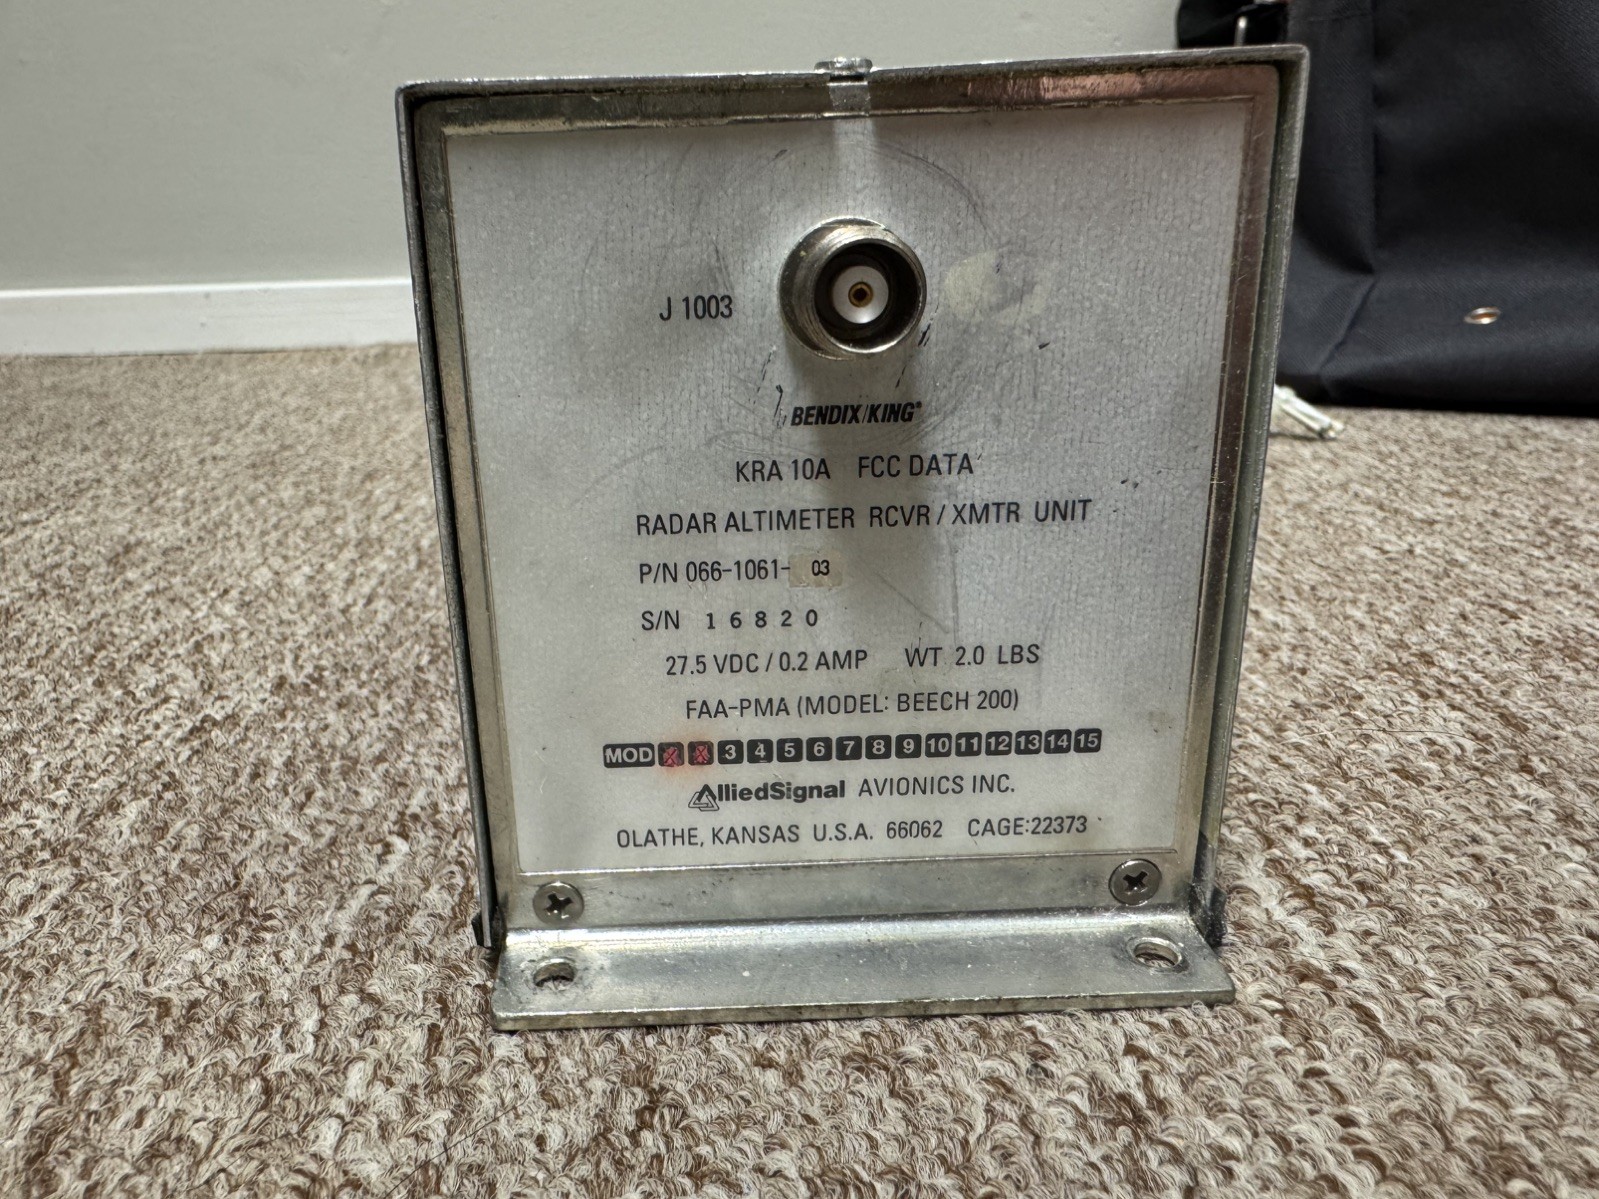 J 1003
BENDIX/KING®
KRA 10A FCC DATA
RADAR ALTIMETER RCVR / XMTR UNIT
P/N 066-1061- 03
S/N 16820
27.5 VDC / 0.2 AMP WT 2.0 LBS
FAA-PMA (MODEL: BEECH 200)
MOD 3 4 5 6 7 8 9 10 11 12 13 14 15
AlliedSignal AVIONICS INC.
OLATHE, KANSAS U.S.A. 66062 CAGE:22373